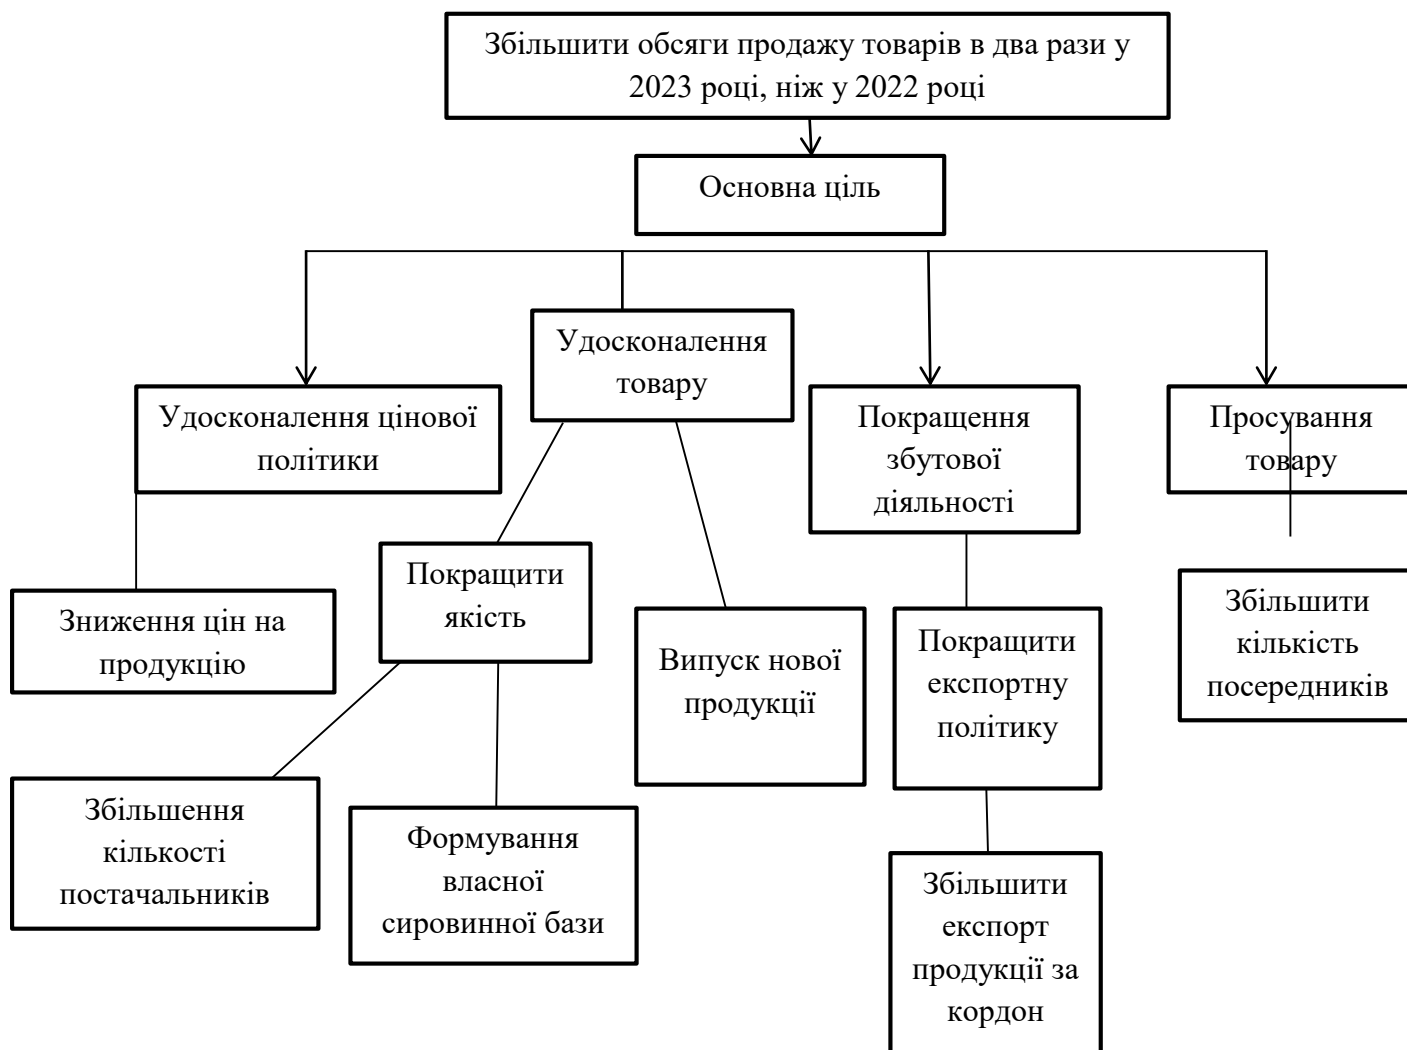 Збільшити обсяги продажу товарів в два рази у
2023 році, ніж у 2022 році
Основна ціль
Удосконалення цінової
політики
Удосконалення
товару
Покращення
збутової
діяльності
Просування
товару
Зниження цін на
продукцію
Покращити
якість
Випуск нової
продукції
Покращити
експортну
політику
Збільшити
кількість
посередників
Збільшення
кількості
постачальників
Формування
власної
сировинної бази
Збільшити
експорт
продукції за
кордон